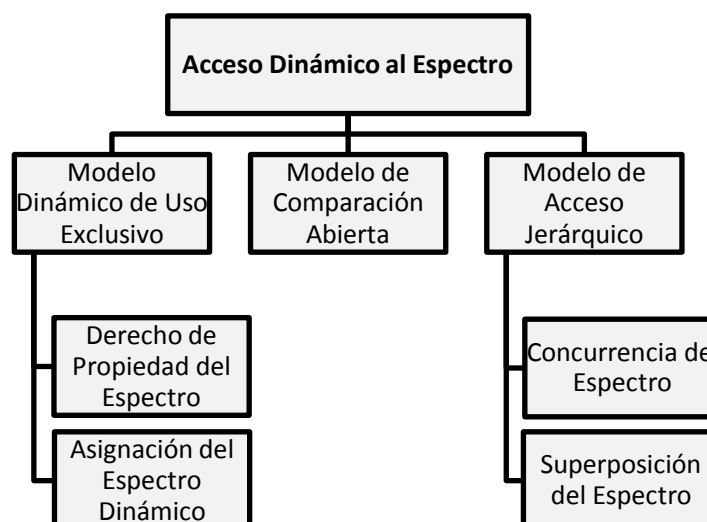 Acceso Dinámico al Espectro
Modelo
Dinámico de Uso
Exclusivo
Modelo de
Comparación
Abierta
Modelo de
Acceso
Jerárquico
Derecho de
Propiedad del
Espectro
Asignación del
Espectro
Dinámico
Concurrencia de
Espectro
Superposición
del Espectro